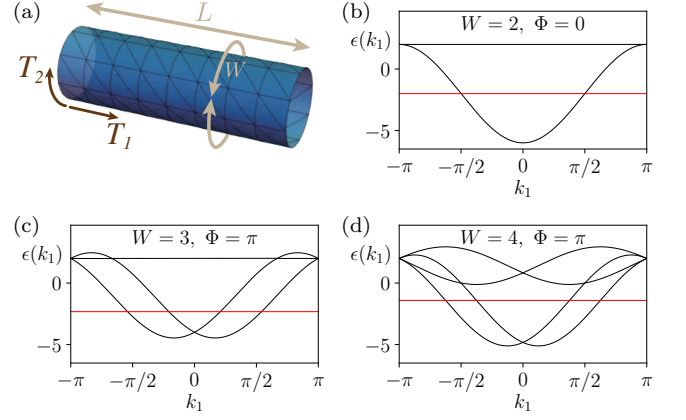 (a)
L
W
T₂
T₁
(b)
W = 2, Φ = 0
ϵ(k₁)
0
−5
−π
−π/2
0
π/2
π
k₁
(c)
W = 3, Φ = π
ϵ(k₁)
0
−5
−π
−π/2
0
π/2
π
k₁
(d)
W = 4, Φ = π
ϵ(k₁)
0
−5
−π
−π/2
0
π/2
π
k₁